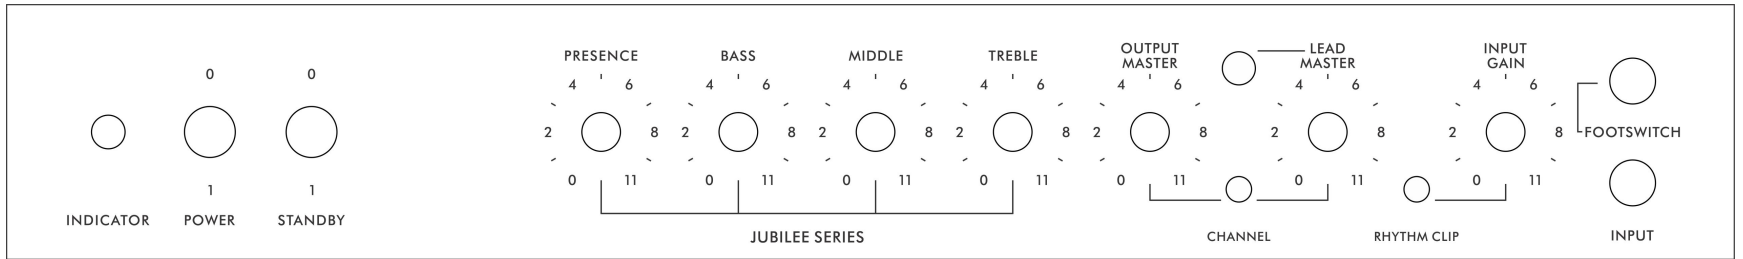 PRESENCE
BASS
MIDDLE
TREBLE
OUTPUT
MASTER
LEAD
MASTER
INPUT
GAIN
0
0
4 6
4 6
4 6
4 6
4 6
4 6
4 6
2 8
2 8
2 8
2 8
2 8
2 8
2 8
FOOTSWITCH
0 11
0 11
0 11
0 11
0 11
0 11
0 11
1
1
INDICATOR
POWER
STANDBY
JUBILEE SERIES
CHANNEL
RHYTHM CLIP
INPUT